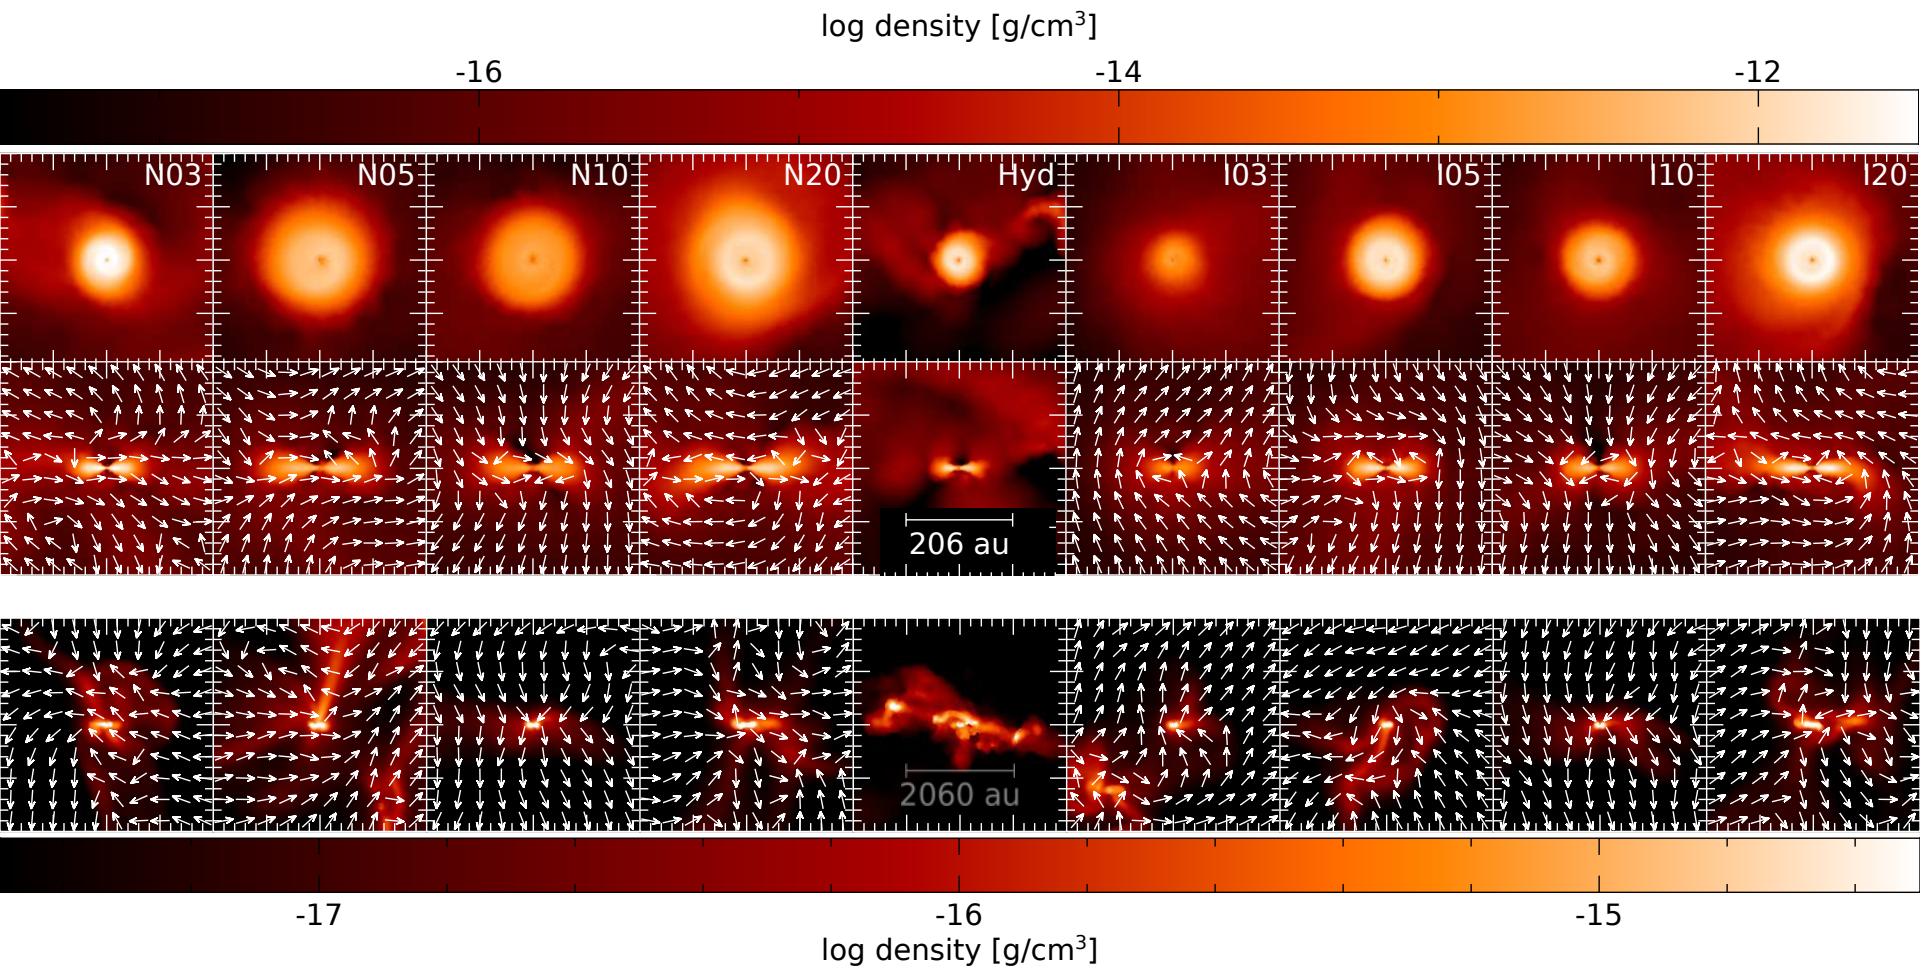 log density [g/cm³]
-16 -14 -12
N03 N05 N10 N20 Hyd I03 I05 I10 I20
206 au
2060 au
-17 -16 -15
log density [g/cm³]